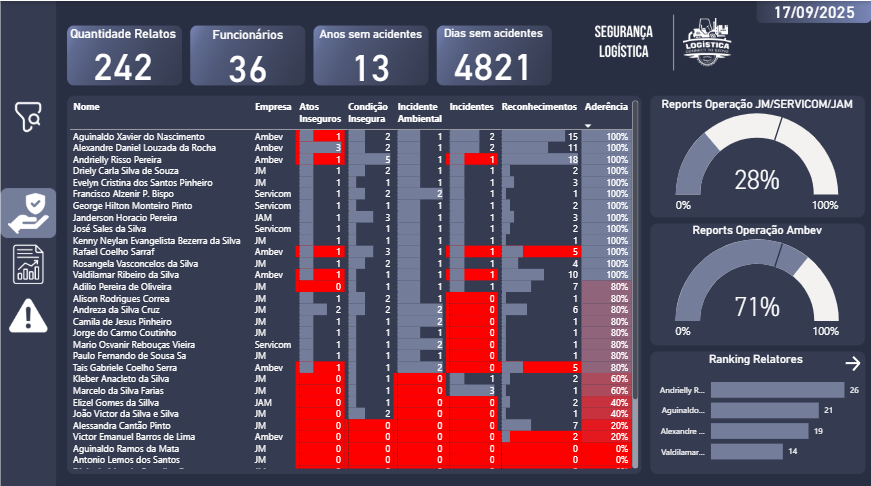 17/09/2025
Quantidade Relatos
242
Funcionários
36
Anos sem acidentes
13
Dias sem acidentes
4821
SEGURANÇA
LOGÍSTICA
LOGÍSTICA
Nome Empresa Atos Inseguros Condição Insegura Incidente Ambiental Incidentes Reconhecimentos Aderência
Aguinaldo Xavier do Nascimento Ambev 1 2 1 2 15 100%
Alexandre Daniel Louzada da Rocha Ambev 3 2 1 2 11 100%
Andrielly Risso Pereira Ambev 1 5 1 1 18 100%
Driely Carla Silva de Souza JM 1 2 1 1 2 100%
Evelyn Cristina dos Santos Pinheiro JM 1 1 1 1 3 100%
Francisco Alzenir P. Bispo Servicom 1 2 2 1 1 100%
George Hilton Monteiro Pinto Servicom 1 1 1 1 2 100%
Janderson Horacio Pereira JAM 1 3 1 1 3 100%
José Sales da Silva Servicom 1 1 1 1 2 100%
Kenny Neylan Evangelista Bezerra da Silva JM 1 1 1 1 1 100%
Rafael Coelho Sarraf Ambev 1 3 1 1 5 100%
Rosangela Vasconcelos da Silva JM 1 2 1 1 4 100%
Valdilmar Ribeiro da Silva Ambev 1 1 1 1 10 100%
Adilio Pereira de Oliveira JM 0 1 1 1 7 80%
Alison Rodrigues Correa JM 1 2 1 0 3 80%
Andreza da Silva Cruz JM 2 1 2 0 6 80%
Camila de Jesus Pinheiro JM 1 1 2 0 1 80%
Jorge do Carmo Coutinho JM 1 1 1 0 1 80%
Mario Osvanir Rebouças Vieira Servicom 1 1 2 0 1 80%
Paulo Fernando de Sousa Sa JM 1 1 1 0 1 80%
Tais Gabriele Coelho Serra Ambev 1 1 2 0 5 80%
Kleber Anacleto da Silva JM 0 1 0 1 2 60%
Marcelo da Silva Farias JM 0 1 0 3 1 60%
Elizel Gomes da Silva JAM 0 1 0 0 2 40%
João Victor da Silva e Silva JM 0 2 0 0 1 40%
Alessandra Cantão Pinto JM 0 0 0 0 7 20%
Victor Emanuel Barros de Lima Ambev 0 0 0 0 2 20%
Aguinaldo Ramos da Mata JM 0 0 0 0 0 0%
Antonio Lemos dos Santos JM 0 0 0 0 0 0%
Reports Operação JM/SERVICOM/JAM
28%
0% 100%
Reports Operação Ambev
71%
0% 100%
Ranking Relatores
Andrielly R... 26
Aguinaldo... 21
Alexandre ... 19
Valdilamar... 14